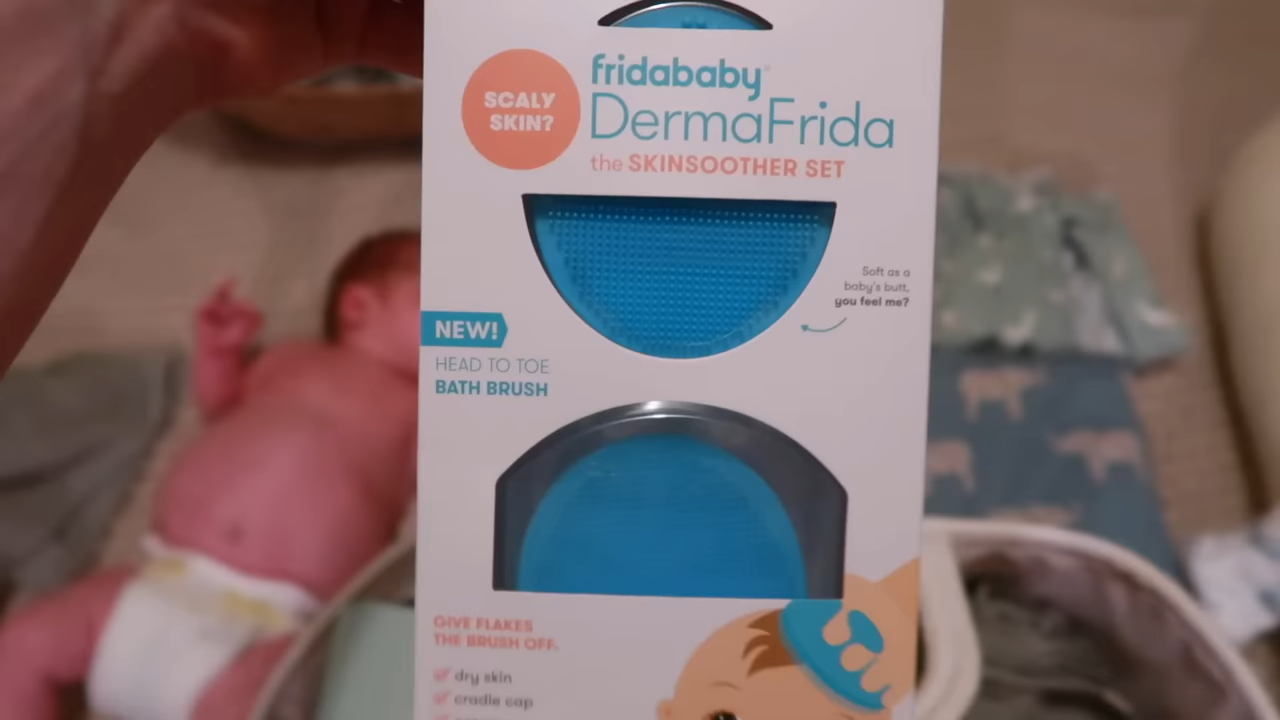 SCALY
SKIN?
fridababy
DermaFrida
the SKINSOOTHER SET
Soft as a
baby's butt,
you feel me?
NEW!
HEAD TO TOE
BATH BRUSH
GIVE FLAKES
THE BRUSH OFF.
dry skin
cradle cap